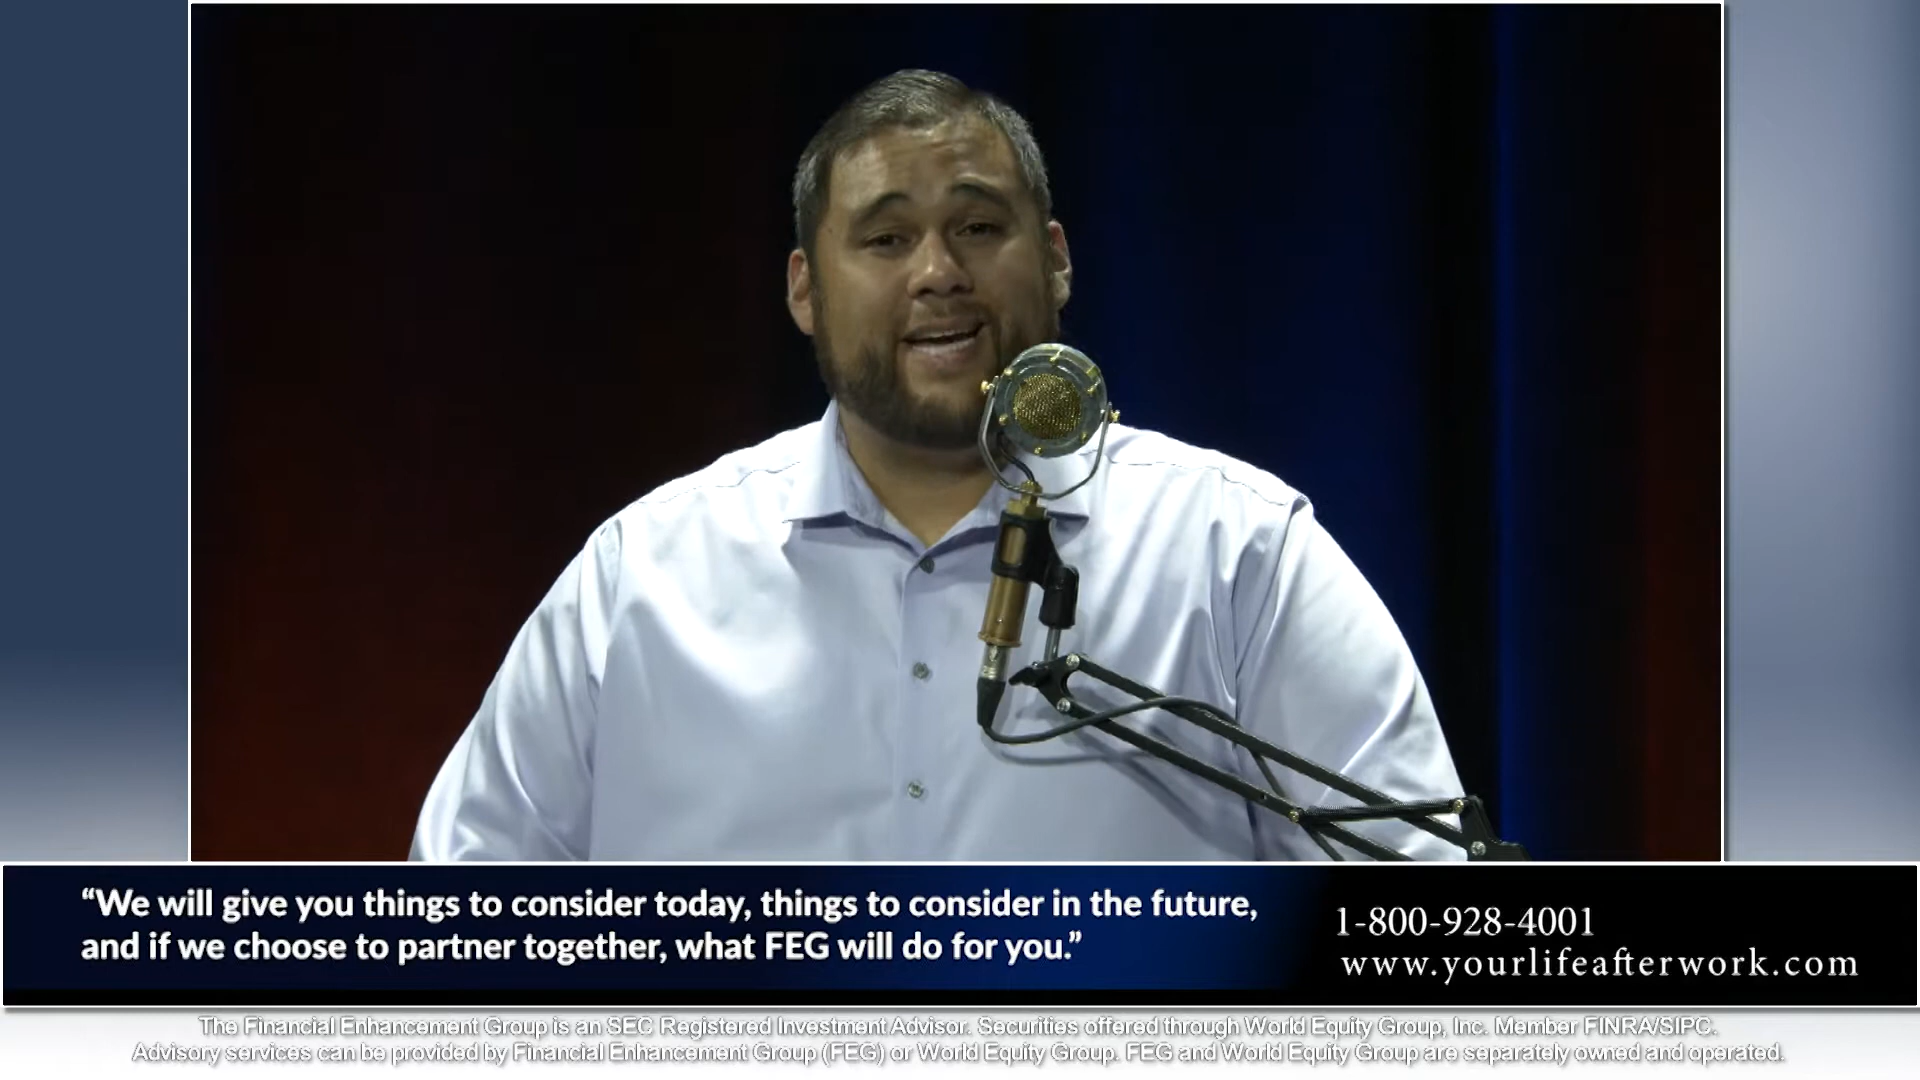 “We will give you things to consider today, things to consider in the future,
and if we choose to partner together, what FEG will do for you.”
1-800-928-4001
www.yourlifeafterwork.com
The Financial Enhancement Group is an SEC Registered Investment Advisor. Securities offered through World Equity Group, Inc. Member FINRA/SIPC.
Advisory services can be provided by Financial Enhancement Group (FEG) or World Equity Group. FEG and World Equity Group are separately owned and operated.